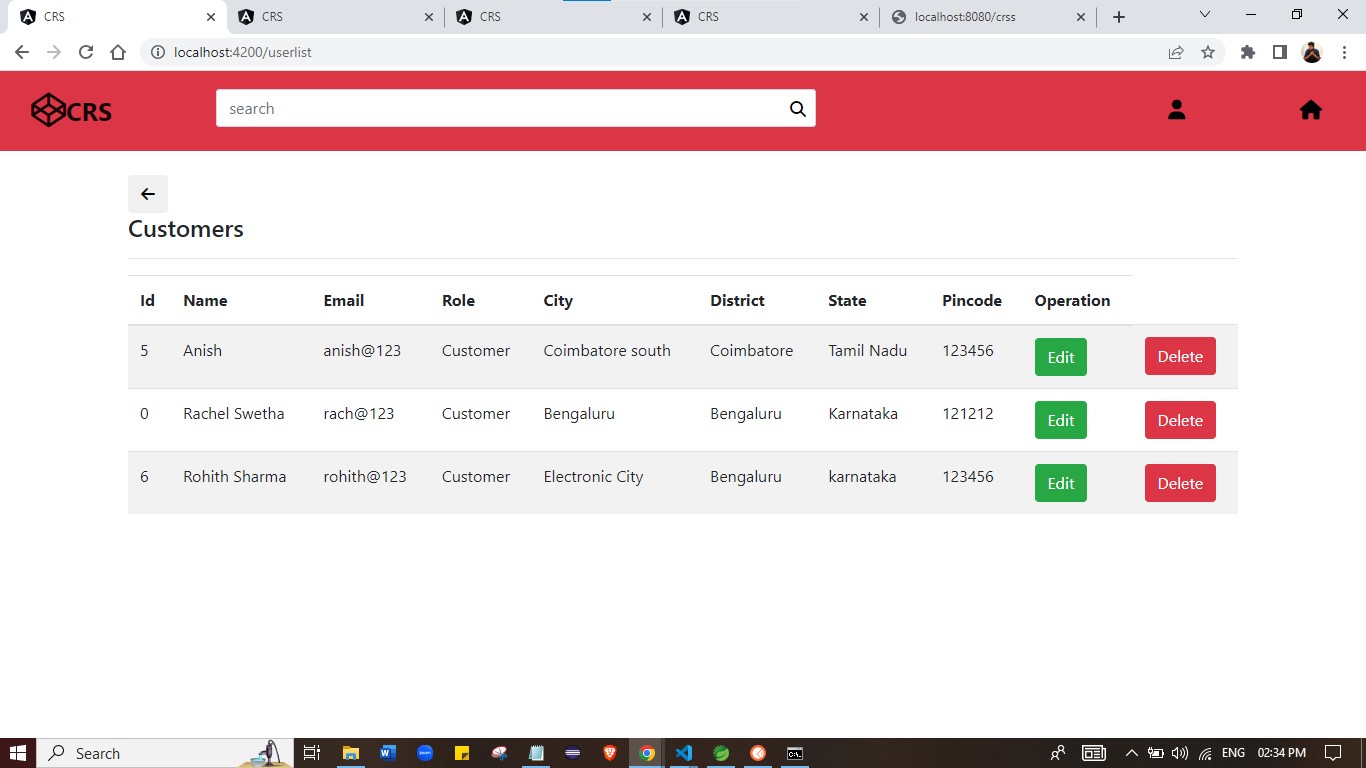 CRS CRS CRS CRS localhost:8080/crss
localhost:4200/userlist
CRS search
Customers
Id Name Email Role City District State Pincode Operation
5 Anish anish@123 Customer Coimbatore south Coimbatore Tamil Nadu 123456 Edit Delete
0 Rachel Swetha rach@123 Customer Bengaluru Bengaluru Karnataka 121212 Edit Delete
6 Rohith Sharma rohith@123 Customer Electronic City Bengaluru karnataka 123456 Edit Delete
Search ENG 02:34 PM